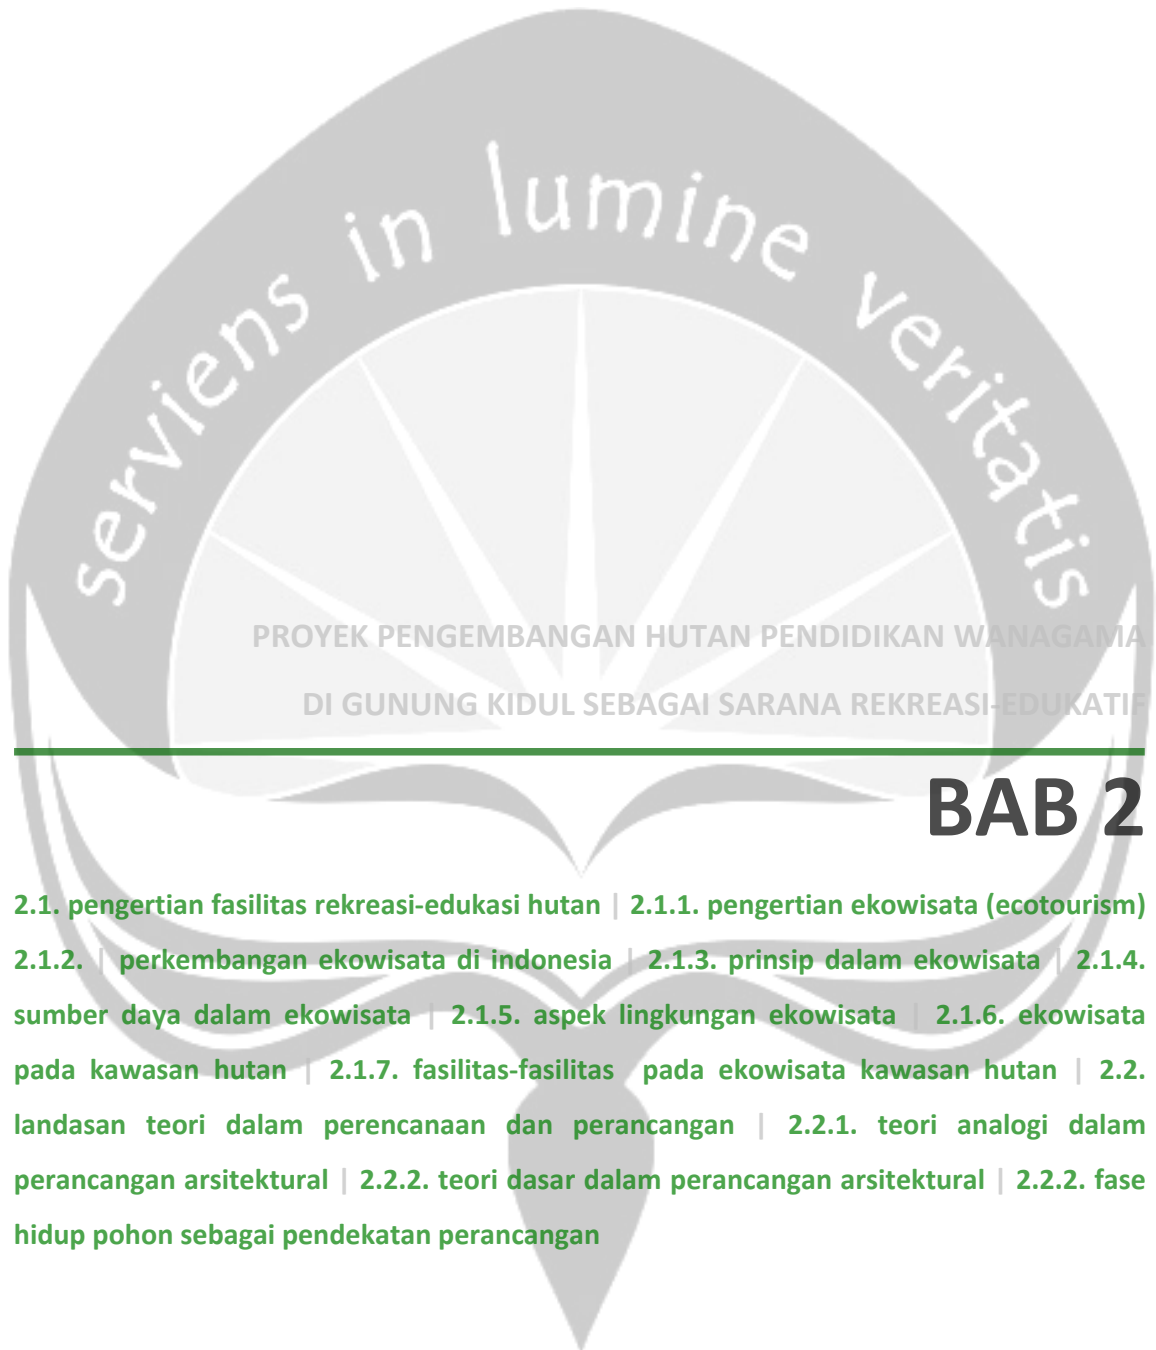 serviens in lumine veritatis
PROYEK PENGEMBANGAN HUTAN PENDIDIKAN WANAGAMA
DI GUNUNG KIDUL SEBAGAI SARANA REKREASI-EDUKATIF
BAB 2
2.1. pengertian fasilitas rekreasi-edukasi hutan | 2.1.1. pengertian ekowisata (ecotourism)
2.1.2. | perkembangan ekowisata di indonesia | 2.1.3. prinsip dalam ekowisata | 2.1.4.
sumber daya dalam ekowisata | 2.1.5. aspek lingkungan ekowisata | 2.1.6. ekowisata
pada kawasan hutan | 2.1.7. fasilitas-fasilitas pada ekowisata kawasan hutan | 2.2.
landasan teori dalam perencanaan dan perancangan | 2.2.1. teori analogi dalam
perancangan arsitektural | 2.2.2. teori dasar dalam perancangan arsitektural | 2.2.2. fase
hidup pohon sebagai pendekatan perancangan